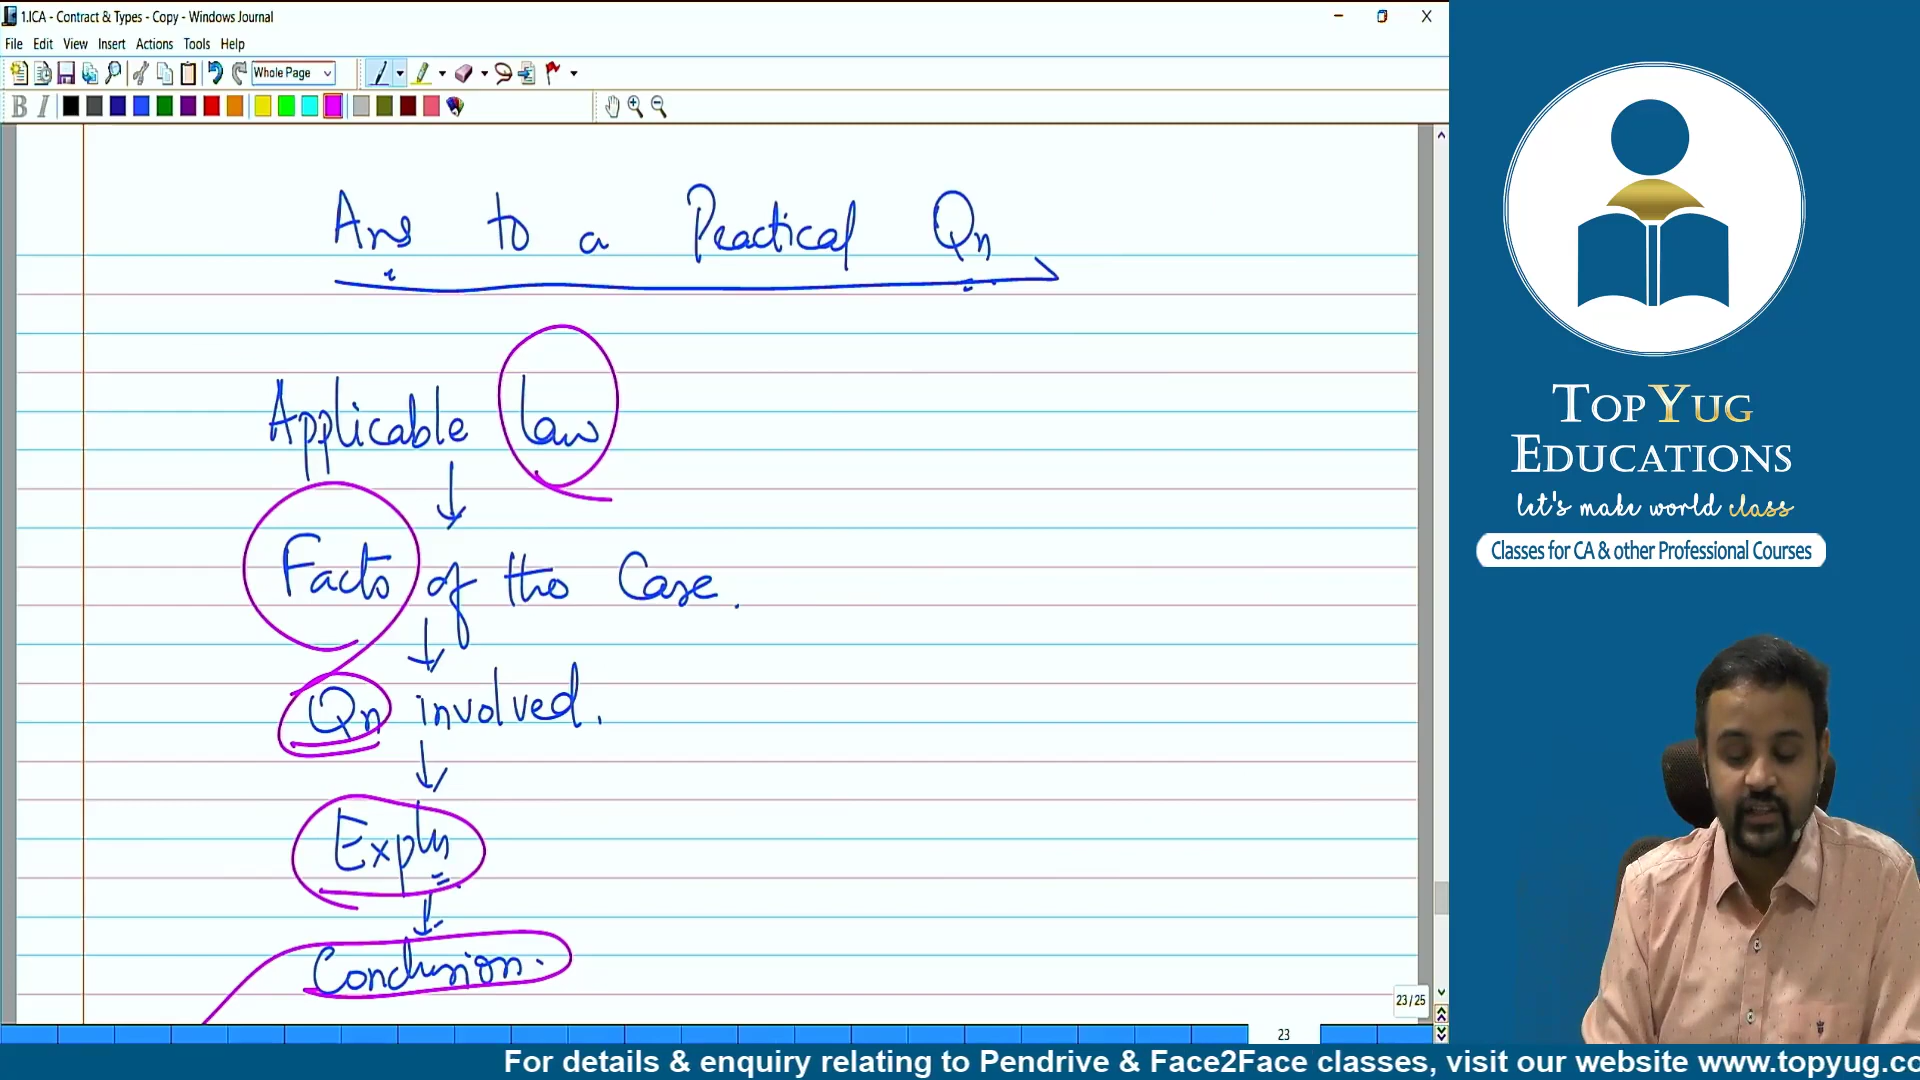 1.ICA - Contract & Types - Copy - Windows Journal
File Edit View Insert Actions Tools Help
Whole Page
B I
Ans to a Practical Qn
Applicable law
Facts of the Case.
Qn involved.
Expln
Conclusion.
23/25
23
TOPYUG
EDUCATIONS
let's make world class
Classes for CA & other Professional Courses
For details & enquiry relating to Pendrive & Face2Face classes, visit our website www.topyug.co